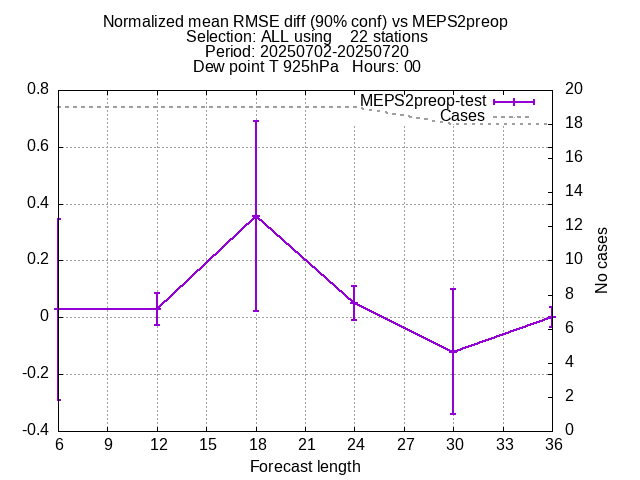 Normalized mean RMSE diff (90% conf) vs MEPS2preop
Selection: ALL using    22 stations
Period: 20250702-20250720
Dew point T 925hPa   Hours: 00
MEPS2preop-test
Cases
0.8
0.6
0.4
0.2
0
-0.2
-0.4
20
18
16
14
12
10
8
6
4
2
0
No cases
6 9 12 15 18 21 24 27 30 33 36
Forecast length